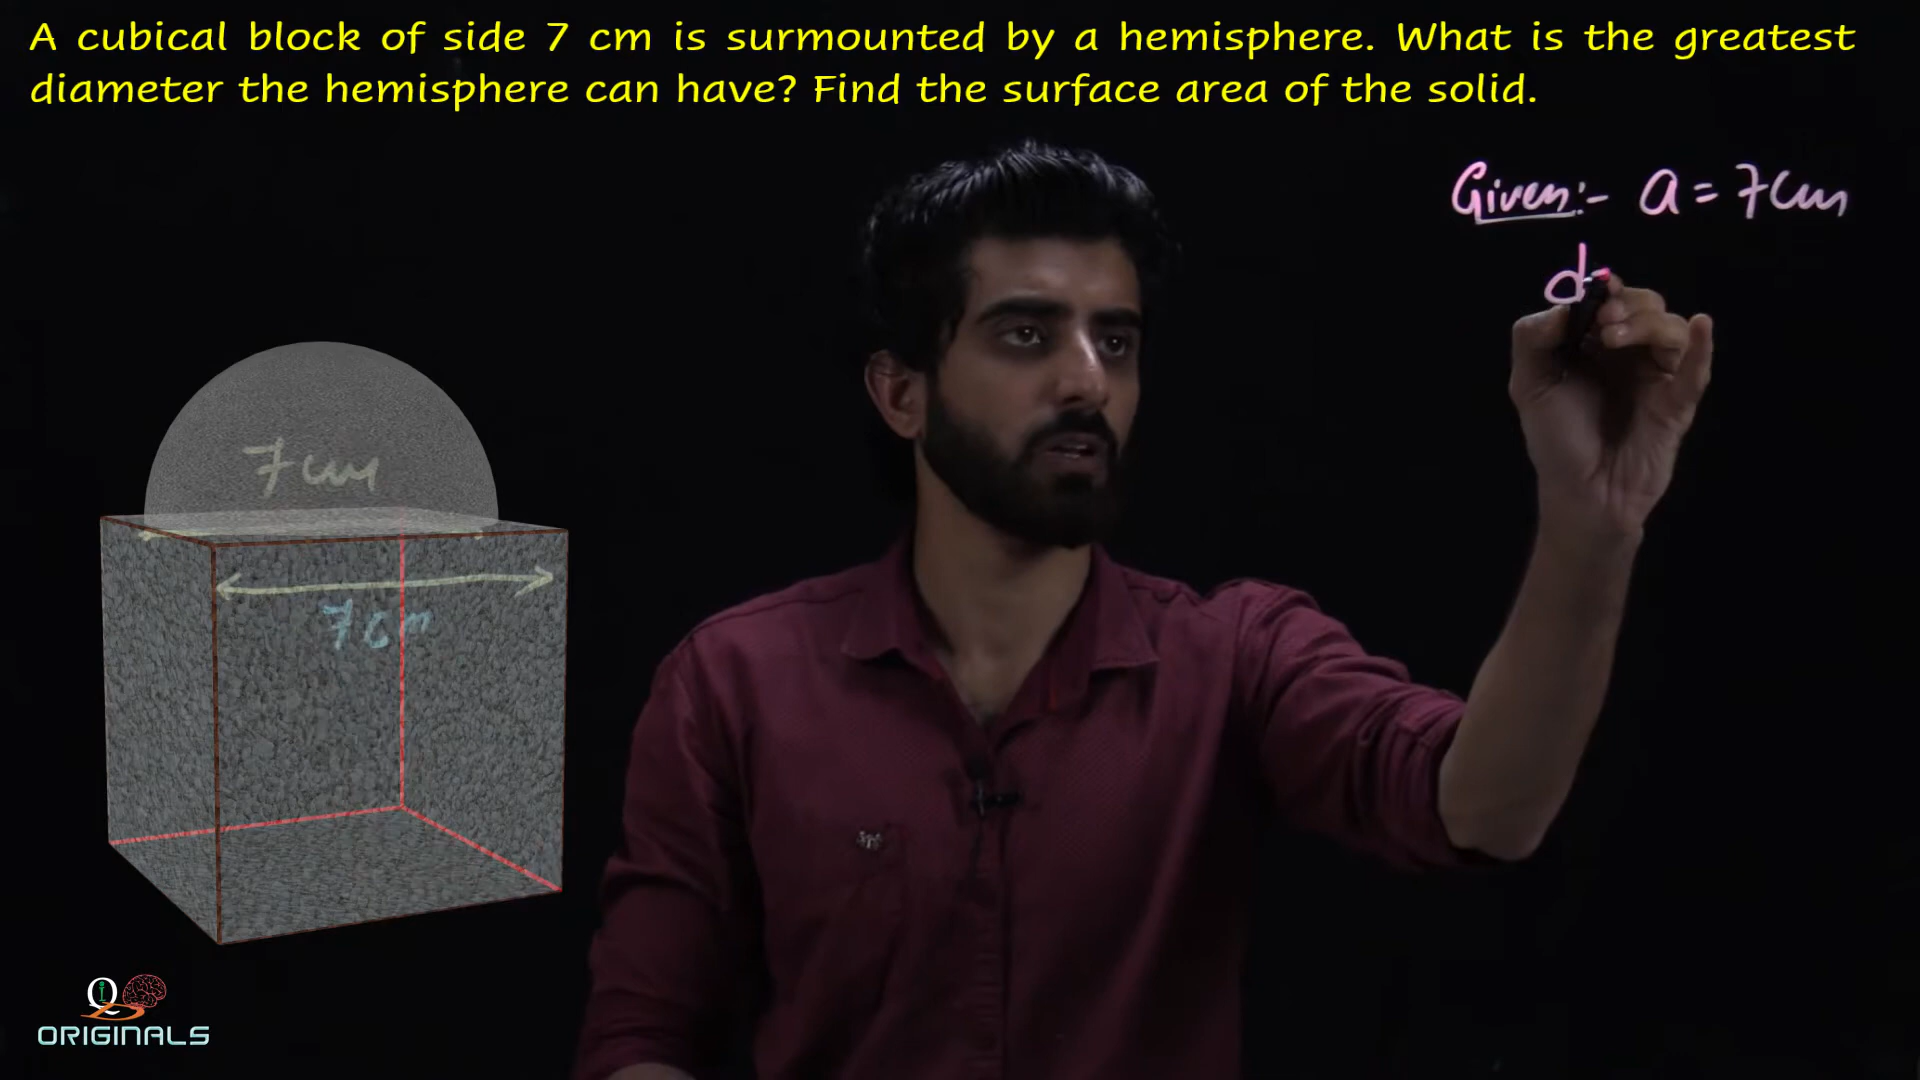 A cubical block of side 7 cm is surmounted by a hemisphere. What is the greatest
diameter the hemisphere can have? Find the surface area of the solid.
Given:- a = 7cm
d=
7cm
7cm
QI
ORIGINALS